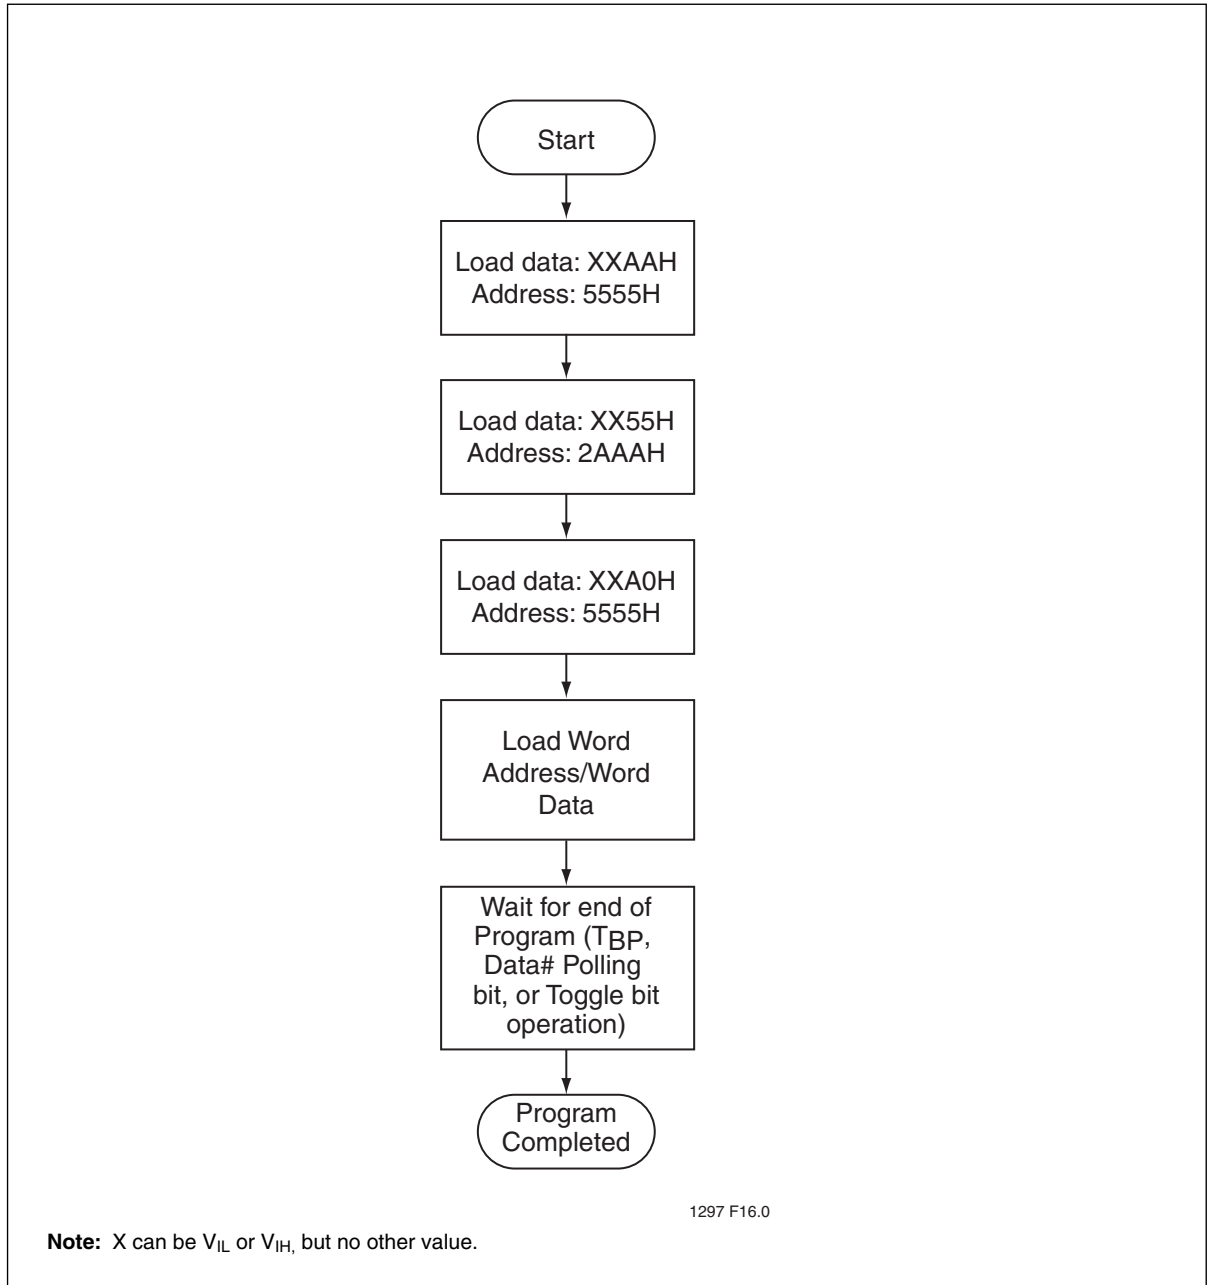 Start
Load data: XXAAH
Address: 5555H
Load data: XX55H
Address: 2AAAH
Load data: XXA0H
Address: 5555H
Load Word
Address/Word
Data
Wait for end of
Program (TBP,
Data# Polling
bit, or Toggle bit
operation)
Program
Completed
1297 F16.0
Note: X can be VIL or VIH, but no other value.